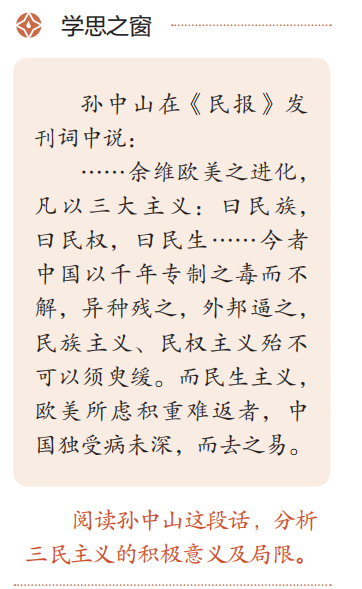 学思之窗
孙中山在《民报》发
刊词中说：
……余维欧美之进化，
凡以三大主义：曰民族，
曰民权，曰民生……今者
中国以千年专制之毒而不
解，异种残之，外邦逼之，
民族主义、民权主义殆不
可以须臾缓。而民生主义，
欧美所虑积重难返者，中
国独受病未深，而去之易。
阅读孙中山这段话，分析
三民主义的积极意义及局限。